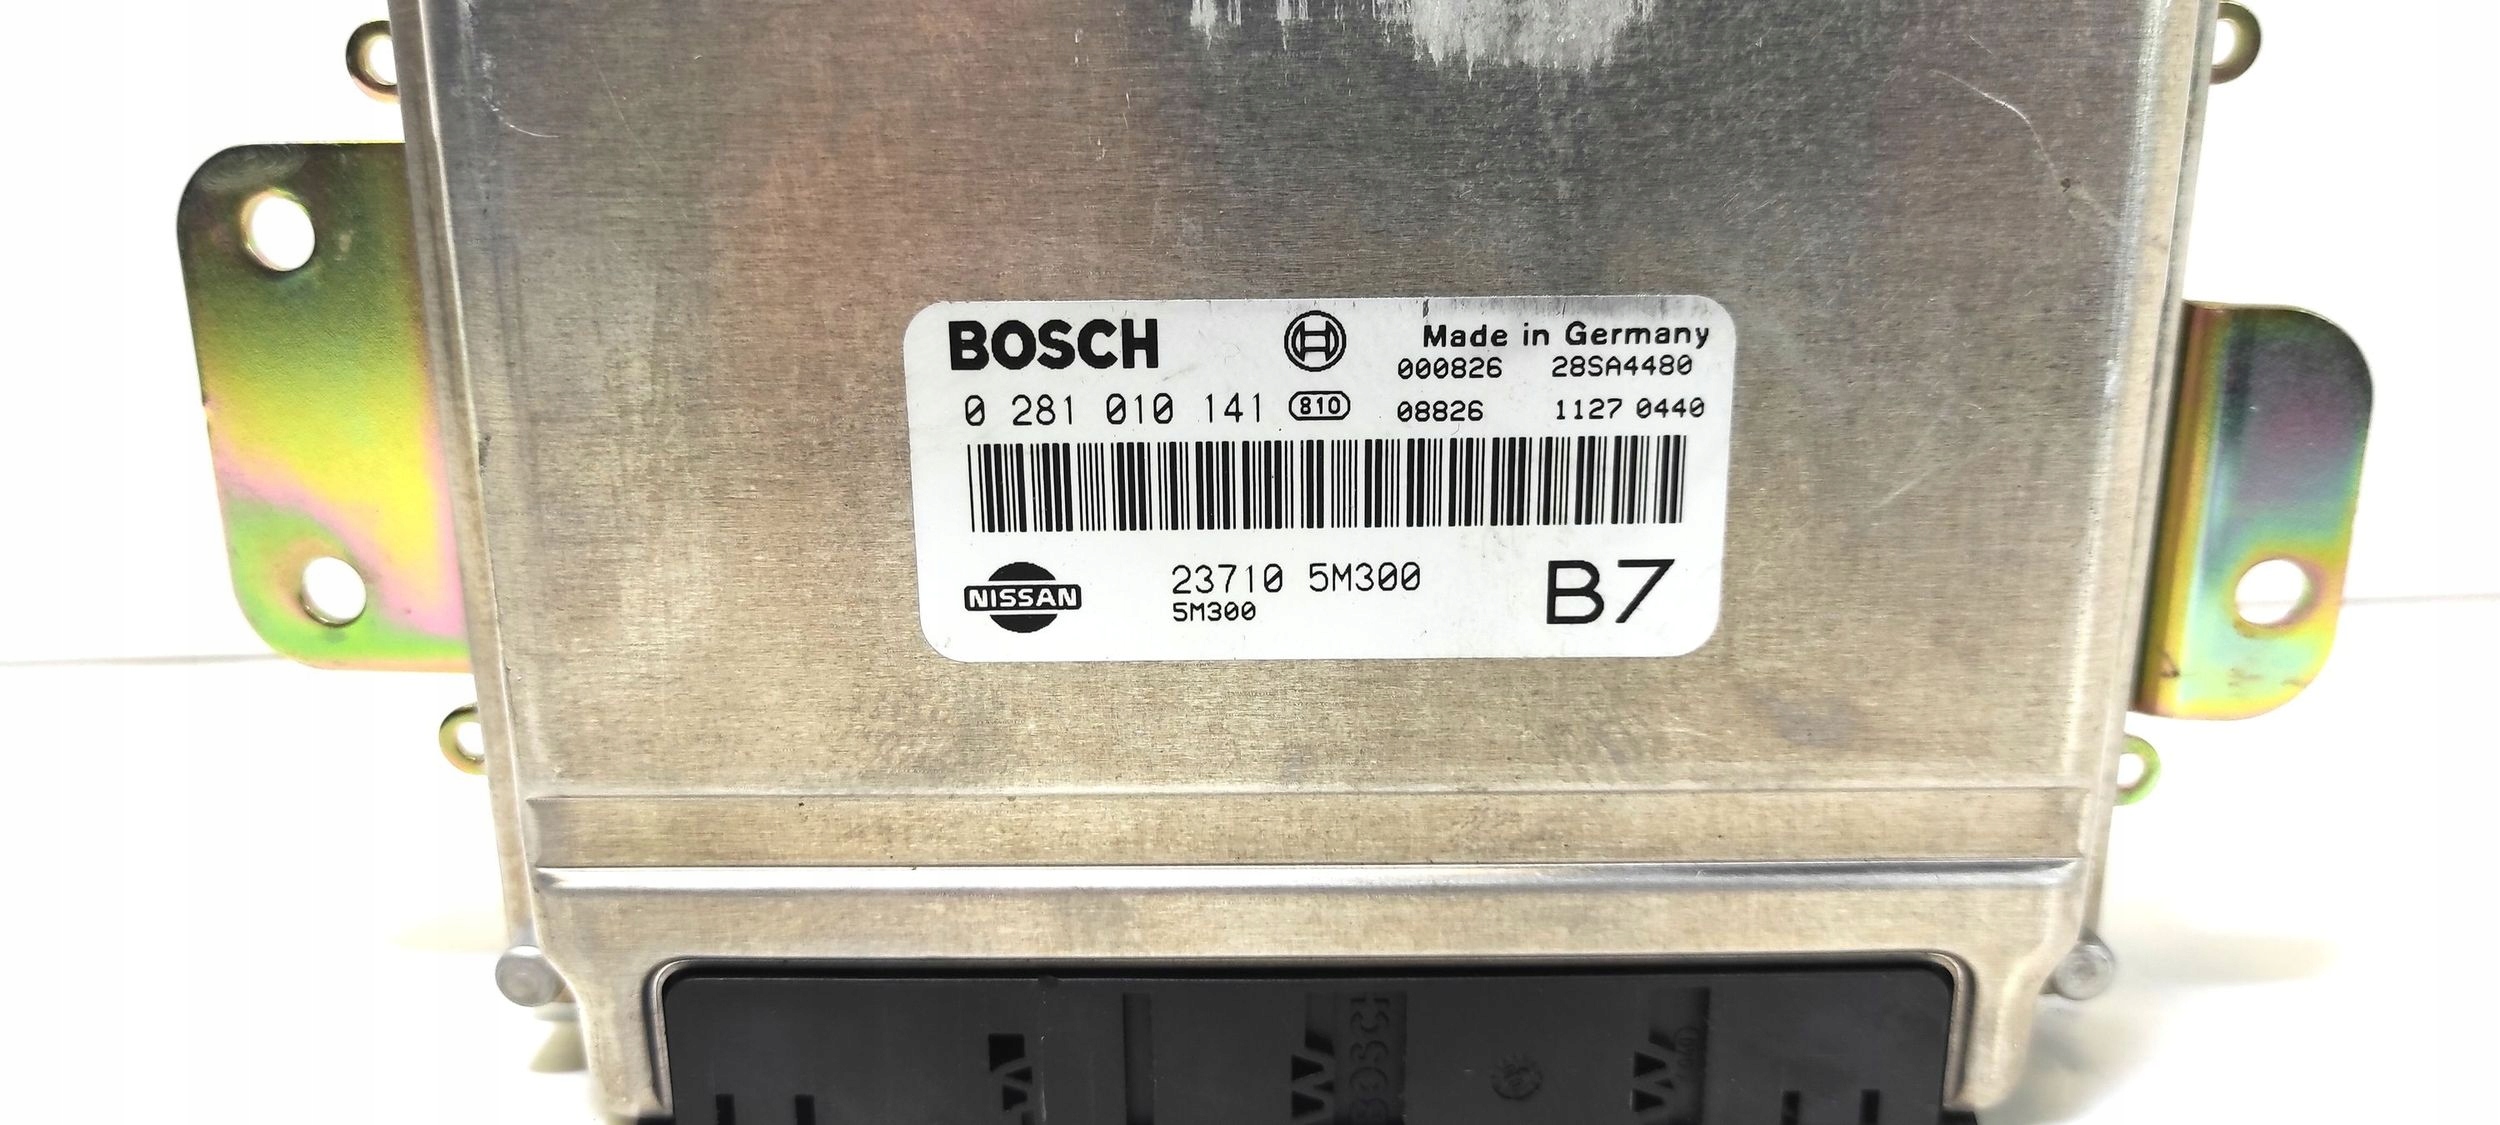 BOSCH
Made in Germany
000826 28SA4480
0 281 010 141 810 08826 1127 0440
NISSAN 23710 5M300 B7
5M300
BOSCH